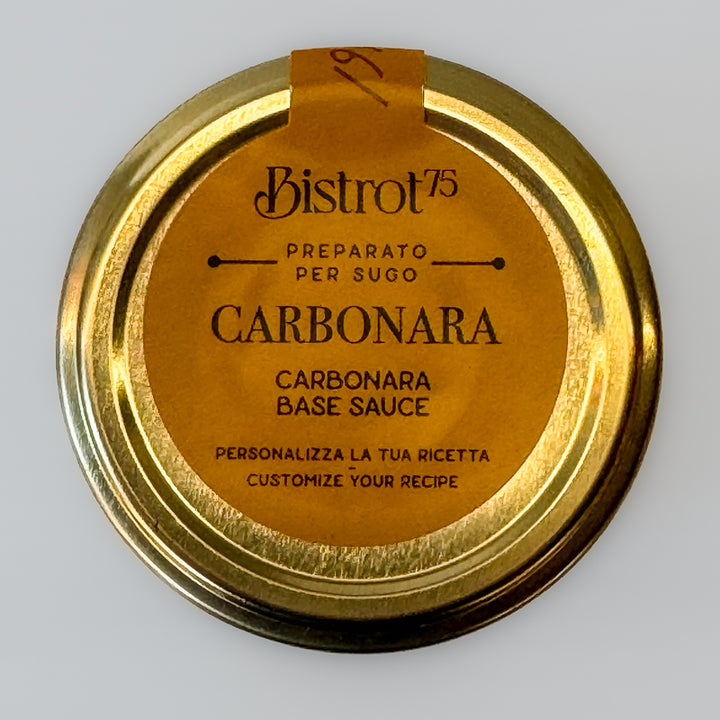 Bistrot75
PREPARATO
PER SUGO
CARBONARA
CARBONARA
BASE SAUCE
PERSONALIZZA LA TUA RICETTA
-
CUSTOMIZE YOUR RECIPE